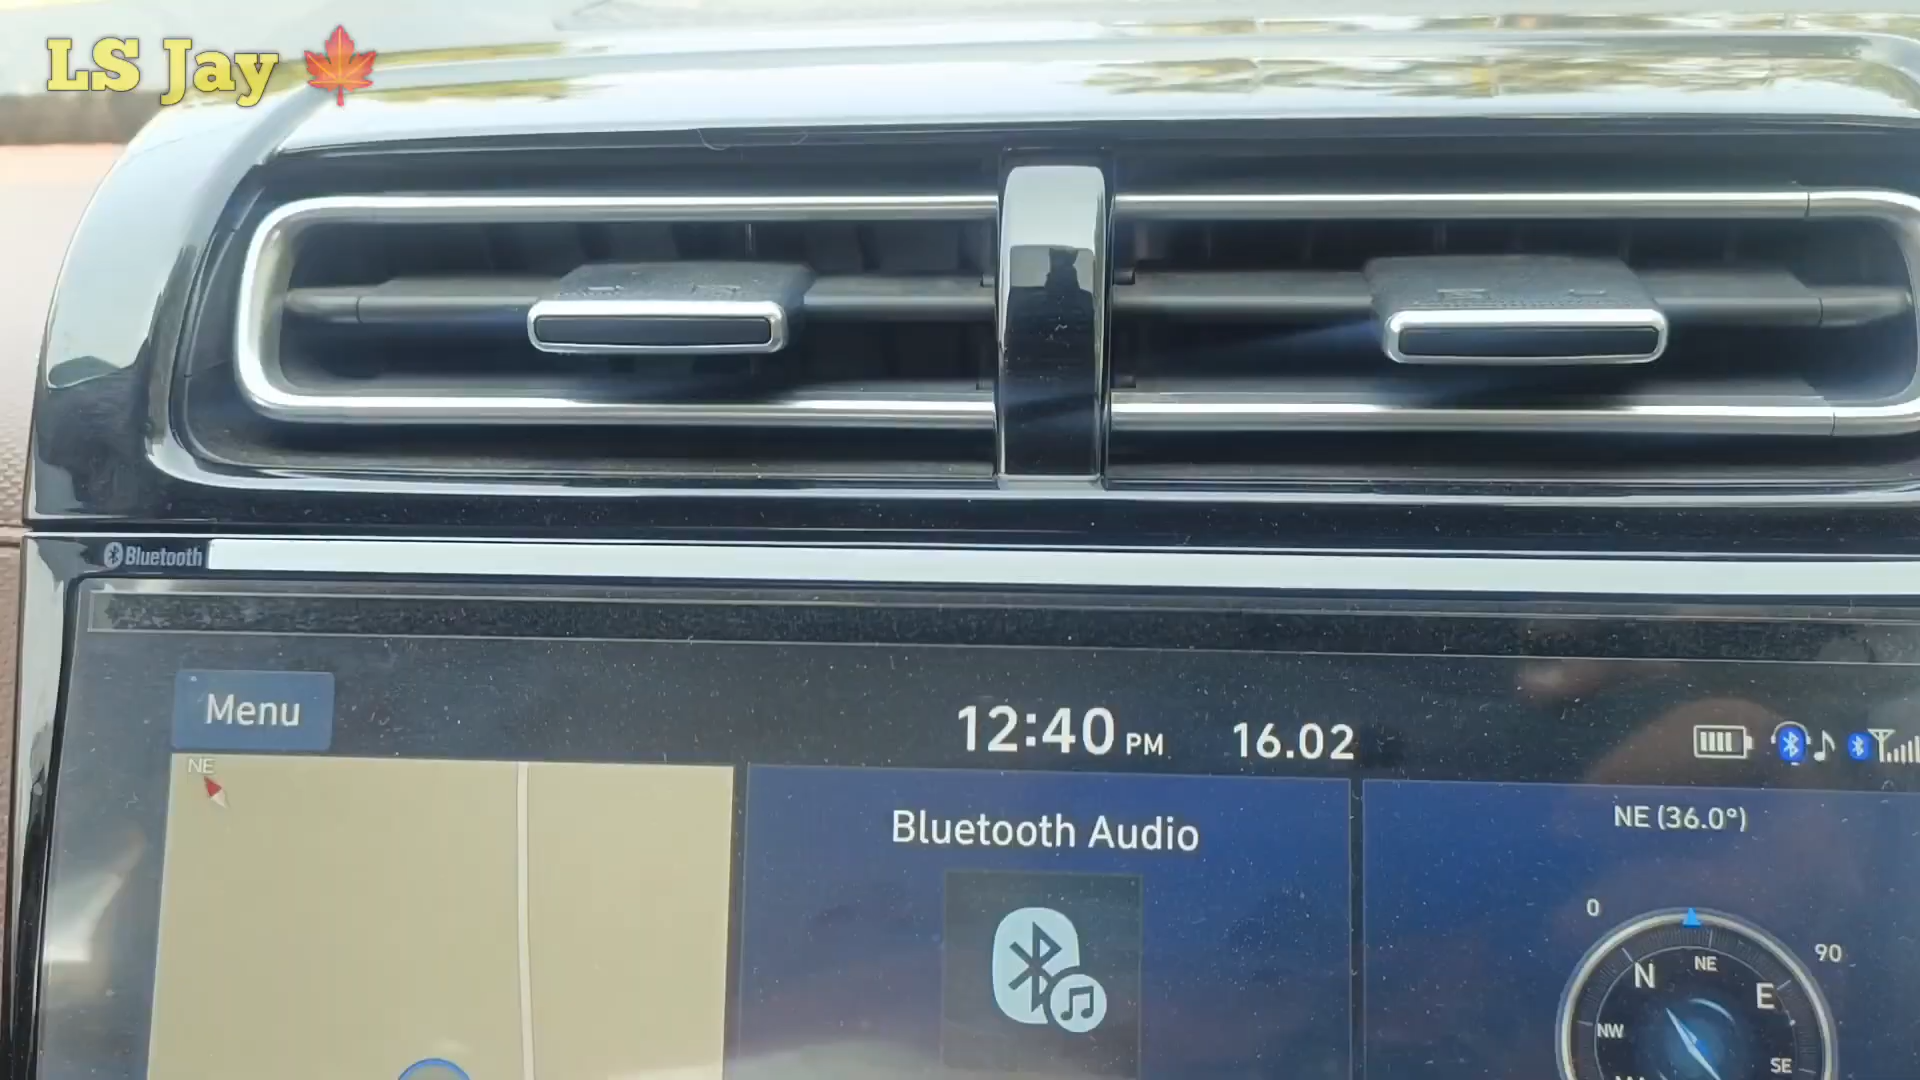 LS Jay
Bluetooth
Menu
12:40 PM 16.02
NE
Bluetooth Audio
NE (36.0°)
0
90
N
NE
E
NW
SE